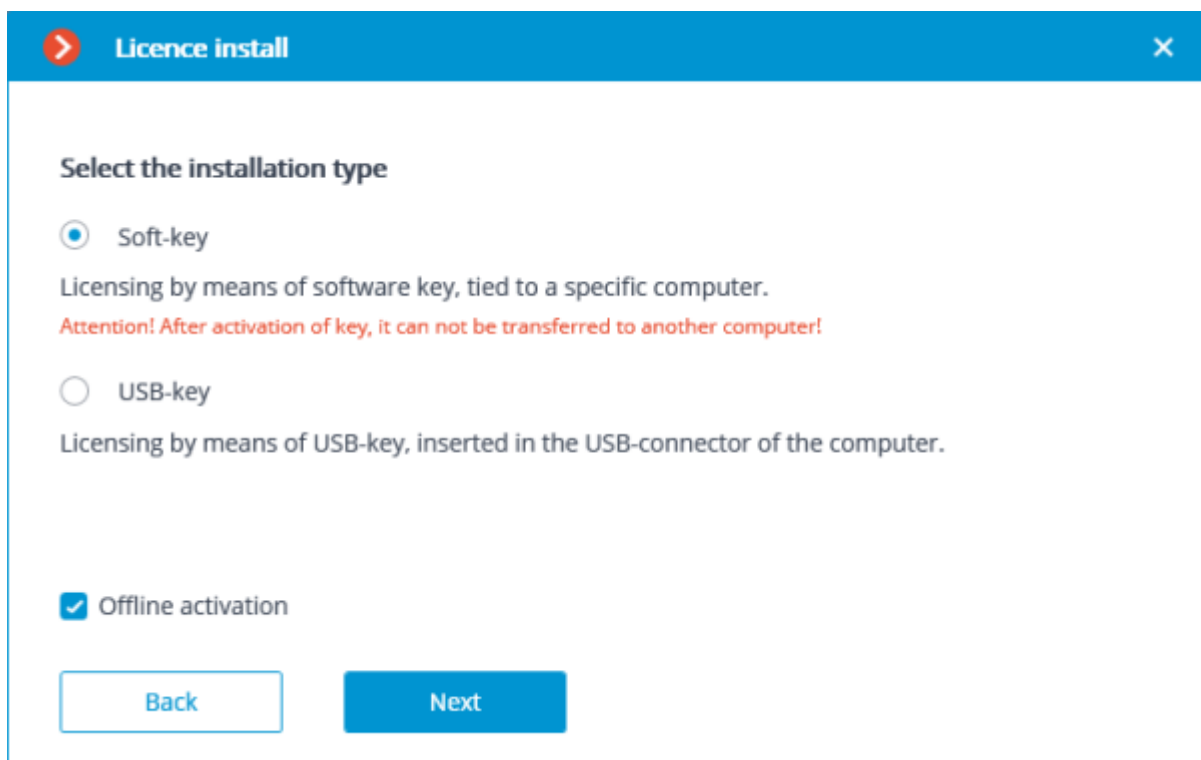 Licence install
Select the installation type
Soft-key
Licensing by means of software key, tied to a specific computer.
Attention! After activation of key, it can not be transferred to another computer!
USB-key
Licensing by means of USB-key, inserted in the USB-connector of the computer.
Offline activation
Back
Next